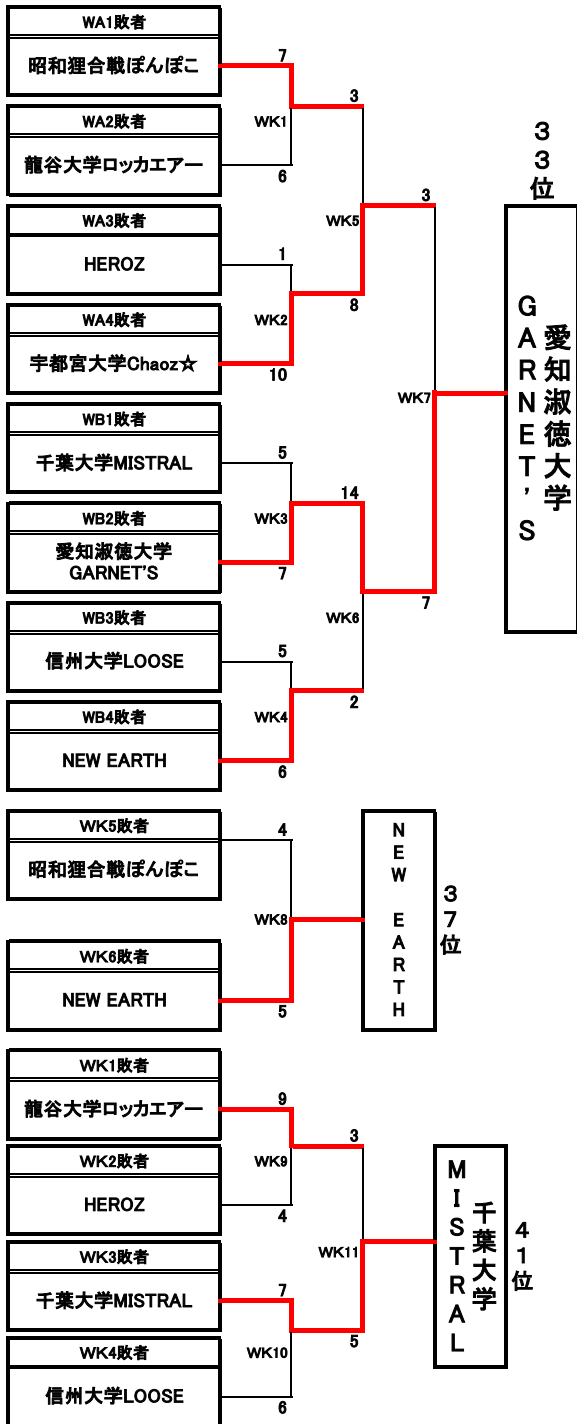 WA1敗者
昭和狸合戦ぽんぽこ
7
3
WK1
WA2敗者
龍谷大学ロッカエアー
6
33位
3
WK5
WA3敗者
HEROZ
1
8
WK2
WA4敗者
宇都宮大学Chaoz☆
10
愛知淑徳大学
GARNET'S
WK7
WB1敗者
千葉大学MISTRAL
5
14
WK3
WB2敗者
愛知淑徳大学
GARNET'S
7
7
WK6
WB3敗者
信州大学LOOSE
5
2
WK4
WB4敗者
NEW EARTH
6
WK5敗者
昭和狸合戦ぽんぽこ
4
NEW EARTH
37位
WK8
WK6敗者
NEW EARTH
5
WK1敗者
龍谷大学ロッカエアー
9
3
WK9
WK2敗者
HEROZ
4
千葉大学
MISTRAL
41位
WK11
WK3敗者
千葉大学MISTRAL
7
5
WK10
WK4敗者
信州大学LOOSE
6